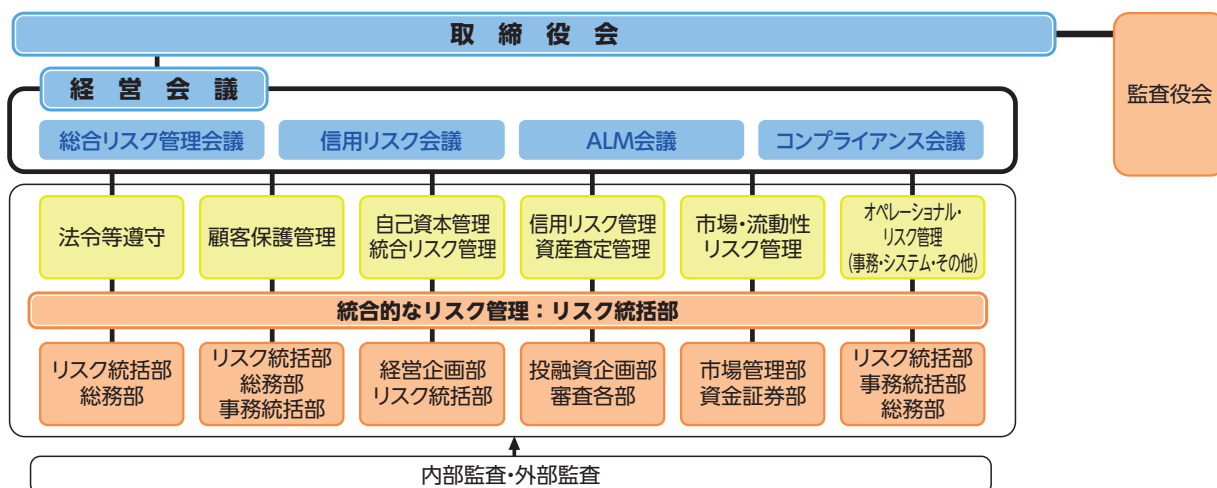 取締役会
監査役会
経営会議
総合リスク管理会議
信用リスク会議
ALM会議
コンプライアンス会議
法令等遵守
顧客保護管理
自己資本管理
統合リスク管理
信用リスク管理
資産査定管理
市場・流動性
リスク管理
オペレーショナル・
リスク管理
(事務・システム・その他)
統合的なリスク管理：リスク統括部
リスク統括部
総務部
リスク統括部
総務部
事務統括部
経営企画部
リスク統括部
投融資企画部
審査各部
市場管理部
資金証券部
リスク統括部
事務統括部
総務部
内部監査・外部監査